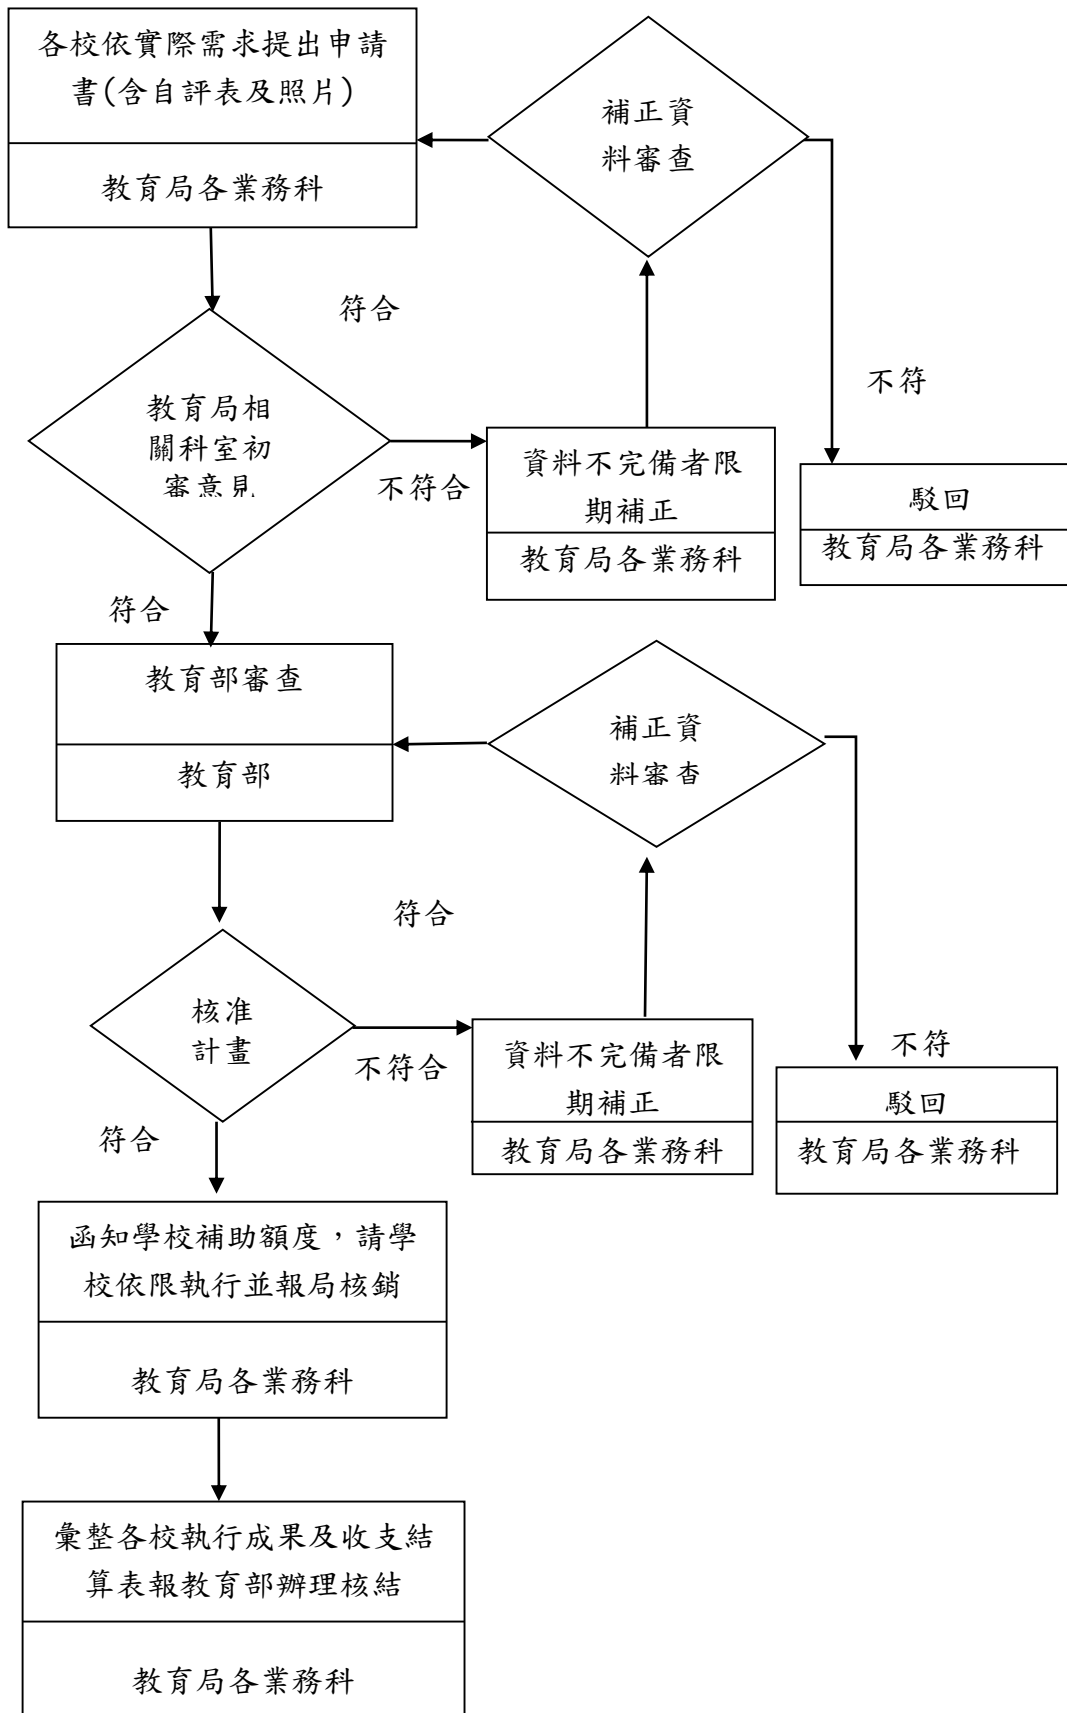 各校依實際需求提出申請
書(含自評表及照片)
教育局各業務科
補正資
料審查
符合
不符
教育局相
關科室初
審意見
不符合
資料不完備者限
期補正
教育局各業務科
駁回
教育局各業務科
符合
教育部審查
教育部
補正資
料審查
符合
核准
計畫
不符合
資料不完備者限
期補正
教育局各業務科
不符
駁回
教育局各業務科
符合
函知學校補助額度，請學
校依限執行並報局核銷
教育局各業務科
彙整各校執行成果及收支結
算表報教育部辦理核結
教育局各業務科